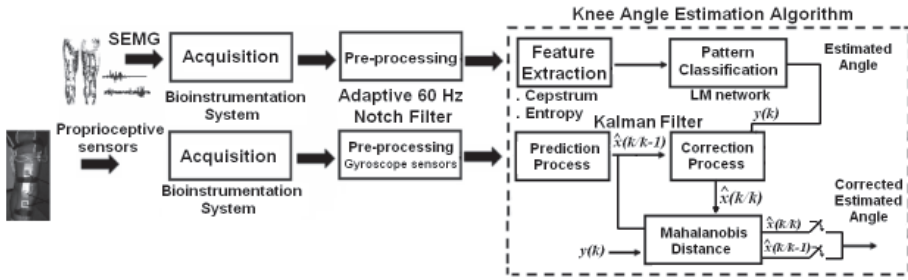 Knee Angle Estimation Algorithm
SEMG
Acquisition
Bioinstrumentation
System
Pre-processing
Adaptive 60 Hz
Notch Filter
Feature
Extraction
. Cepstrum
. Entropy
Pattern
Classification
LM network
Estimated
Angle
y(k)
Proprioceptive
sensors
Acquisition
Bioinstrumentation
System
Pre-processing
Gyroscope sensors
Kalman Filter
Prediction
Process
x̂(k/k-1)
Correction
Process
x̂(k/k)
Mahalanobis
Distance
y(k)
x̂(k/k)
x̂(k/k-1)
Corrected
Estimated
Angle